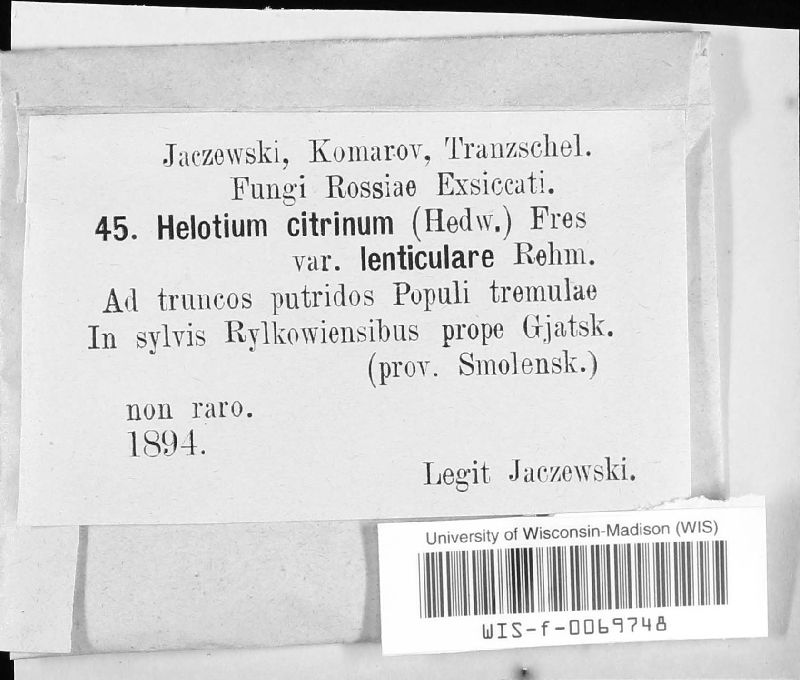 Jaczewski, Komarov, Tranzschel.
Fungi Rossiae Exsiccati.
45. Helotium citrinum (Hedw.) Fres
var. lenticulare Rehm.
Ad truncos putridos Populi tremulae
In sylvis Rylkowiensibus prope Gjatsk.
(prov. Smolensk.)
non raro.
1894.
Legit Jaczewski.
University of Wisconsin-Madison (WIS)
WIS-f-0069748